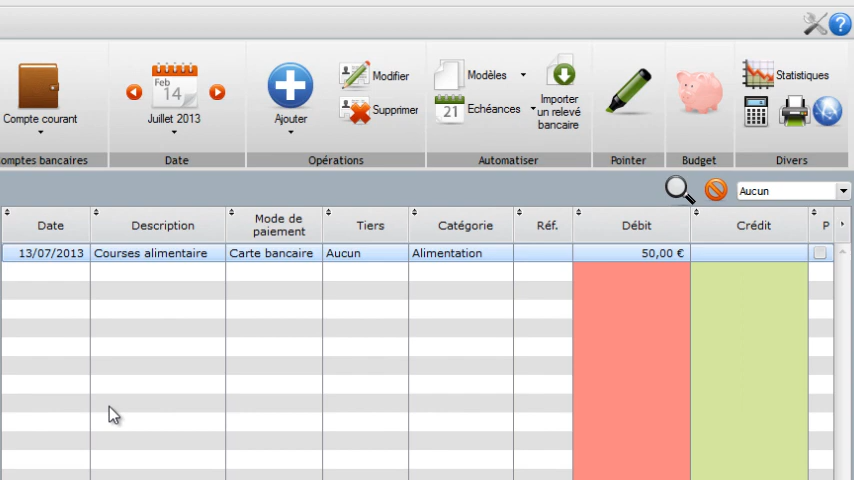 ?
Feb
14
21
Compte courant
Juillet 2013
Ajouter
Modifier
Supprimer
Modèles
Echéances
Importer
un relevé
bancaire
Statistiques
omptes bancaires
Date
Opérations
Automatiser
Pointer
Budget
Divers
Aucun
Date
Description
Mode de
paiement
Tiers
Catégorie
Réf.
Débit
Crédit
P
13/07/2013 Courses alimentaire Carte bancaire Aucun Alimentation 50,00 €